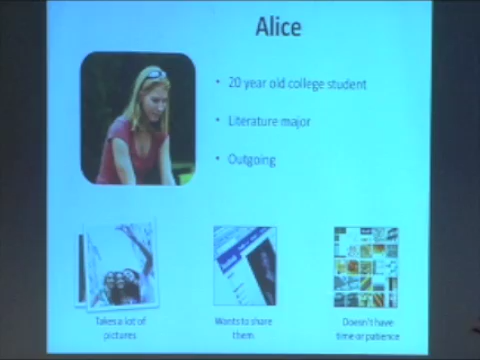 Alice
• 20 year old college student
• Literature major
• Outgoing
Takes a lot of
pictures
Wants to share
them
Doesn't have
time or patience